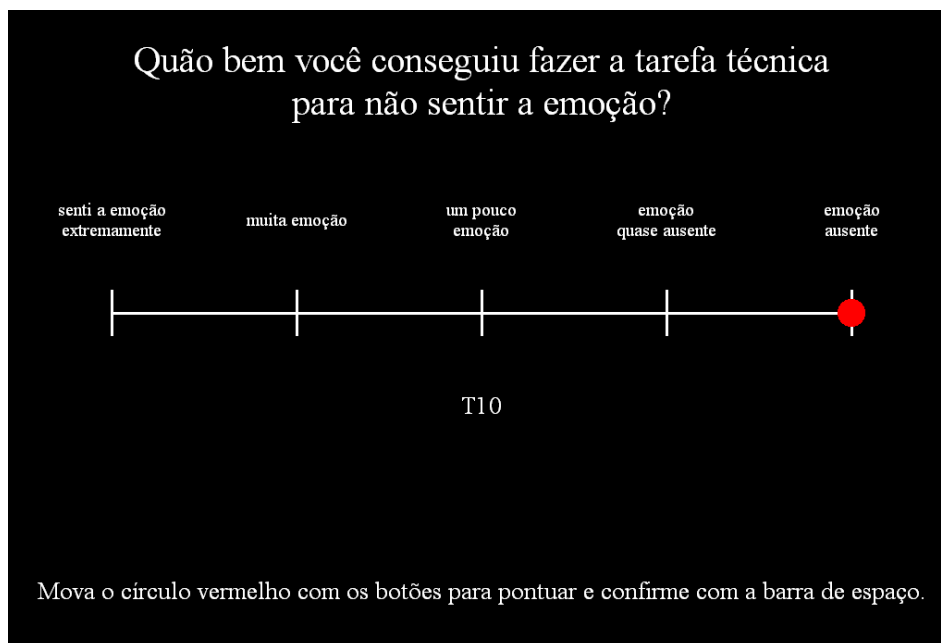 Quão bem você conseguiu fazer a tarefa técnica
para não sentir a emoção?
senti a emoção
extremamente
muita emoção
um pouco
emoção
emoção
quase ausente
emoção
ausente
T10
Mova o círculo vermelho com os botões para pontuar e confirme com a barra de espaço.